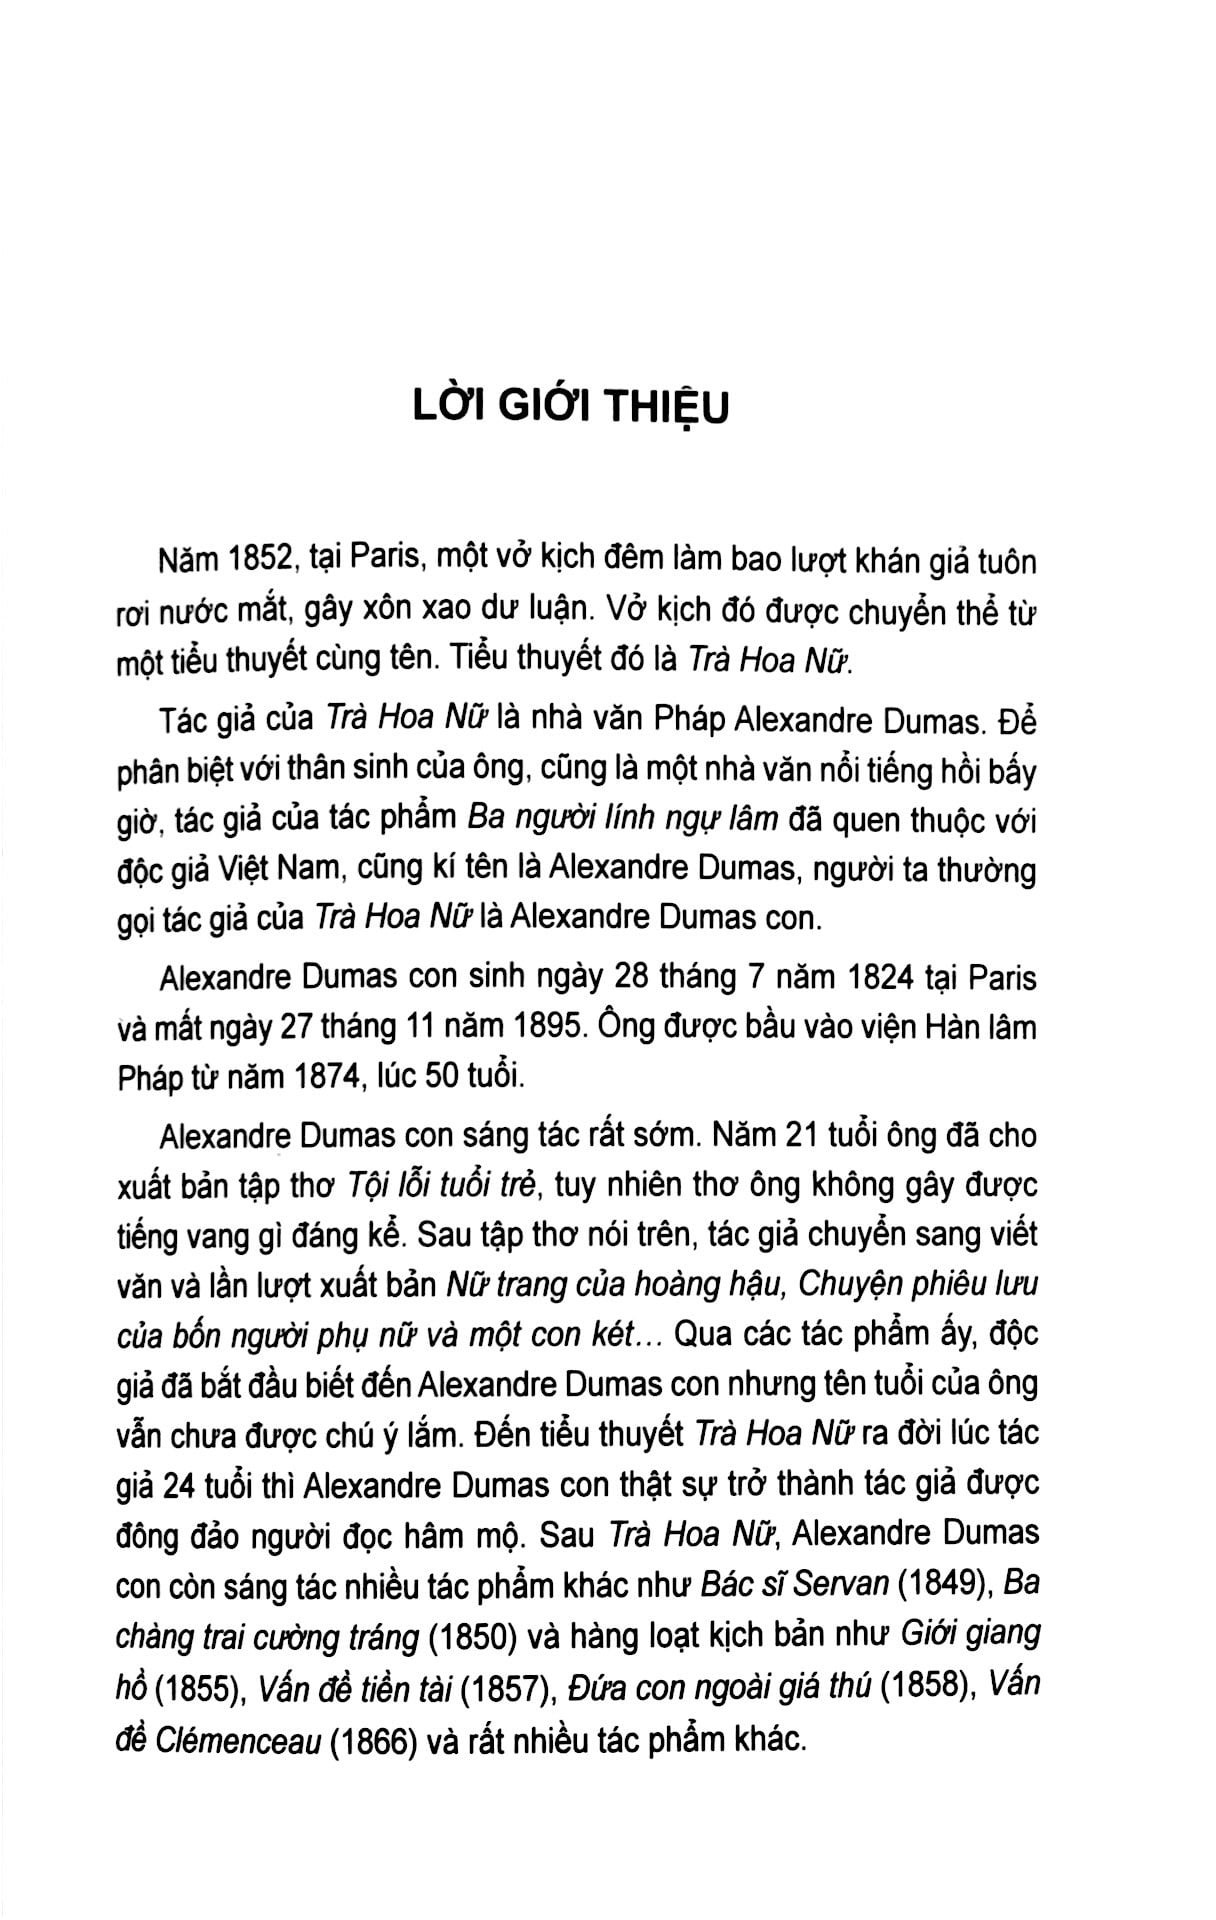 LỜI GIỚI THIỆU
Năm 1852, tại Paris, một vở kịch đêm làm bao lượt khán giả tuôn
rơi nước mắt, gây xôn xao dư luận. Vở kịch đó được chuyển thể từ
một tiểu thuyết cùng tên. Tiểu thuyết đó là Trà Hoa Nữ.
Tác giả của Trà Hoa Nữ là nhà văn Pháp Alexandre Dumas. Để
phân biệt với thân sinh của ông, cũng là một nhà văn nổi tiếng hồi bấy
giờ, tác giả của tác phẩm Ba người lính ngự lâm đã quen thuộc với
độc giả Việt Nam, cũng kí tên là Alexandre Dumas, người ta thường
gọi tác giả của Trà Hoa Nữ là Alexandre Dumas con.
Alexandre Dumas con sinh ngày 28 tháng 7 năm 1824 tại Paris
và mất ngày 27 tháng 11 năm 1895. Ông được bầu vào viện Hàn lâm
Pháp từ năm 1874, lúc 50 tuổi.
Alexandre Dumas con sáng tác rất sớm. Năm 21 tuổi ông đã cho
xuất bản tập thơ Tội lỗi tuổi trẻ, tuy nhiên thơ ông không gây được
tiếng vang gì đáng kể. Sau tập thơ nói trên, tác giả chuyển sang viết
văn và lần lượt xuất bản Nữ trang của hoàng hậu, Chuyện phiêu lưu
của bốn người phụ nữ và một con két... Qua các tác phẩm ấy, độc
giả đã bắt đầu biết đến Alexandre Dumas con nhưng tên tuổi của ông
vẫn chưa được chú ý lắm. Đến tiểu thuyết Trà Hoa Nữ ra đời lúc tác
giả 24 tuổi thì Alexandre Dumas con thật sự trở thành tác giả được
đông đảo người đọc hâm mộ. Sau Trà Hoa Nữ, Alexandre Dumas
con còn sáng tác nhiều tác phẩm khác như Bác sĩ Servan (1849), Ba
chàng trai cường tráng (1850) và hàng loạt kịch bản như Giới giang
hồ (1855), Vấn đề tiền tài (1857), Đứa con ngoài giá thú (1858), Vấn
đề Clémenceau (1866) và rất nhiều tác phẩm khác.